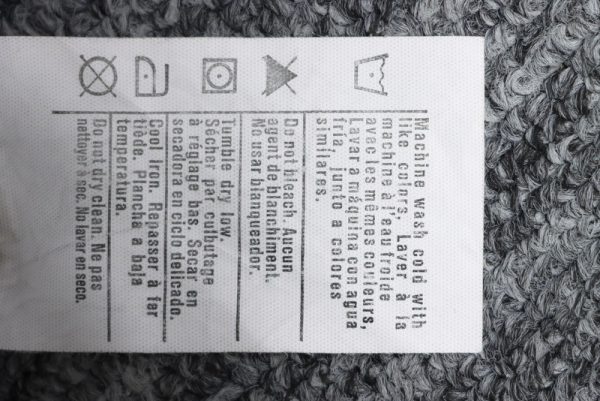 Machine wash cold with
like colors, Laver à la
machine à l'eau froide
avec les mêmes couleurs,
Lavar a máquina con agua
fría, junto a colores
similares.
Do not bleach. Aucun
agent de blanchiment.
No usar blanqueador.
Tumble dry low.
Sécher par culbutage
à réglage bas. Secar en
secadora en ciclo delicado.
Cool Iron. Repasser à fer
tiède. Plancha a baja
temperatura.
Do not dry clean. Ne pas
nettoyer à sec. No lavar en seco.